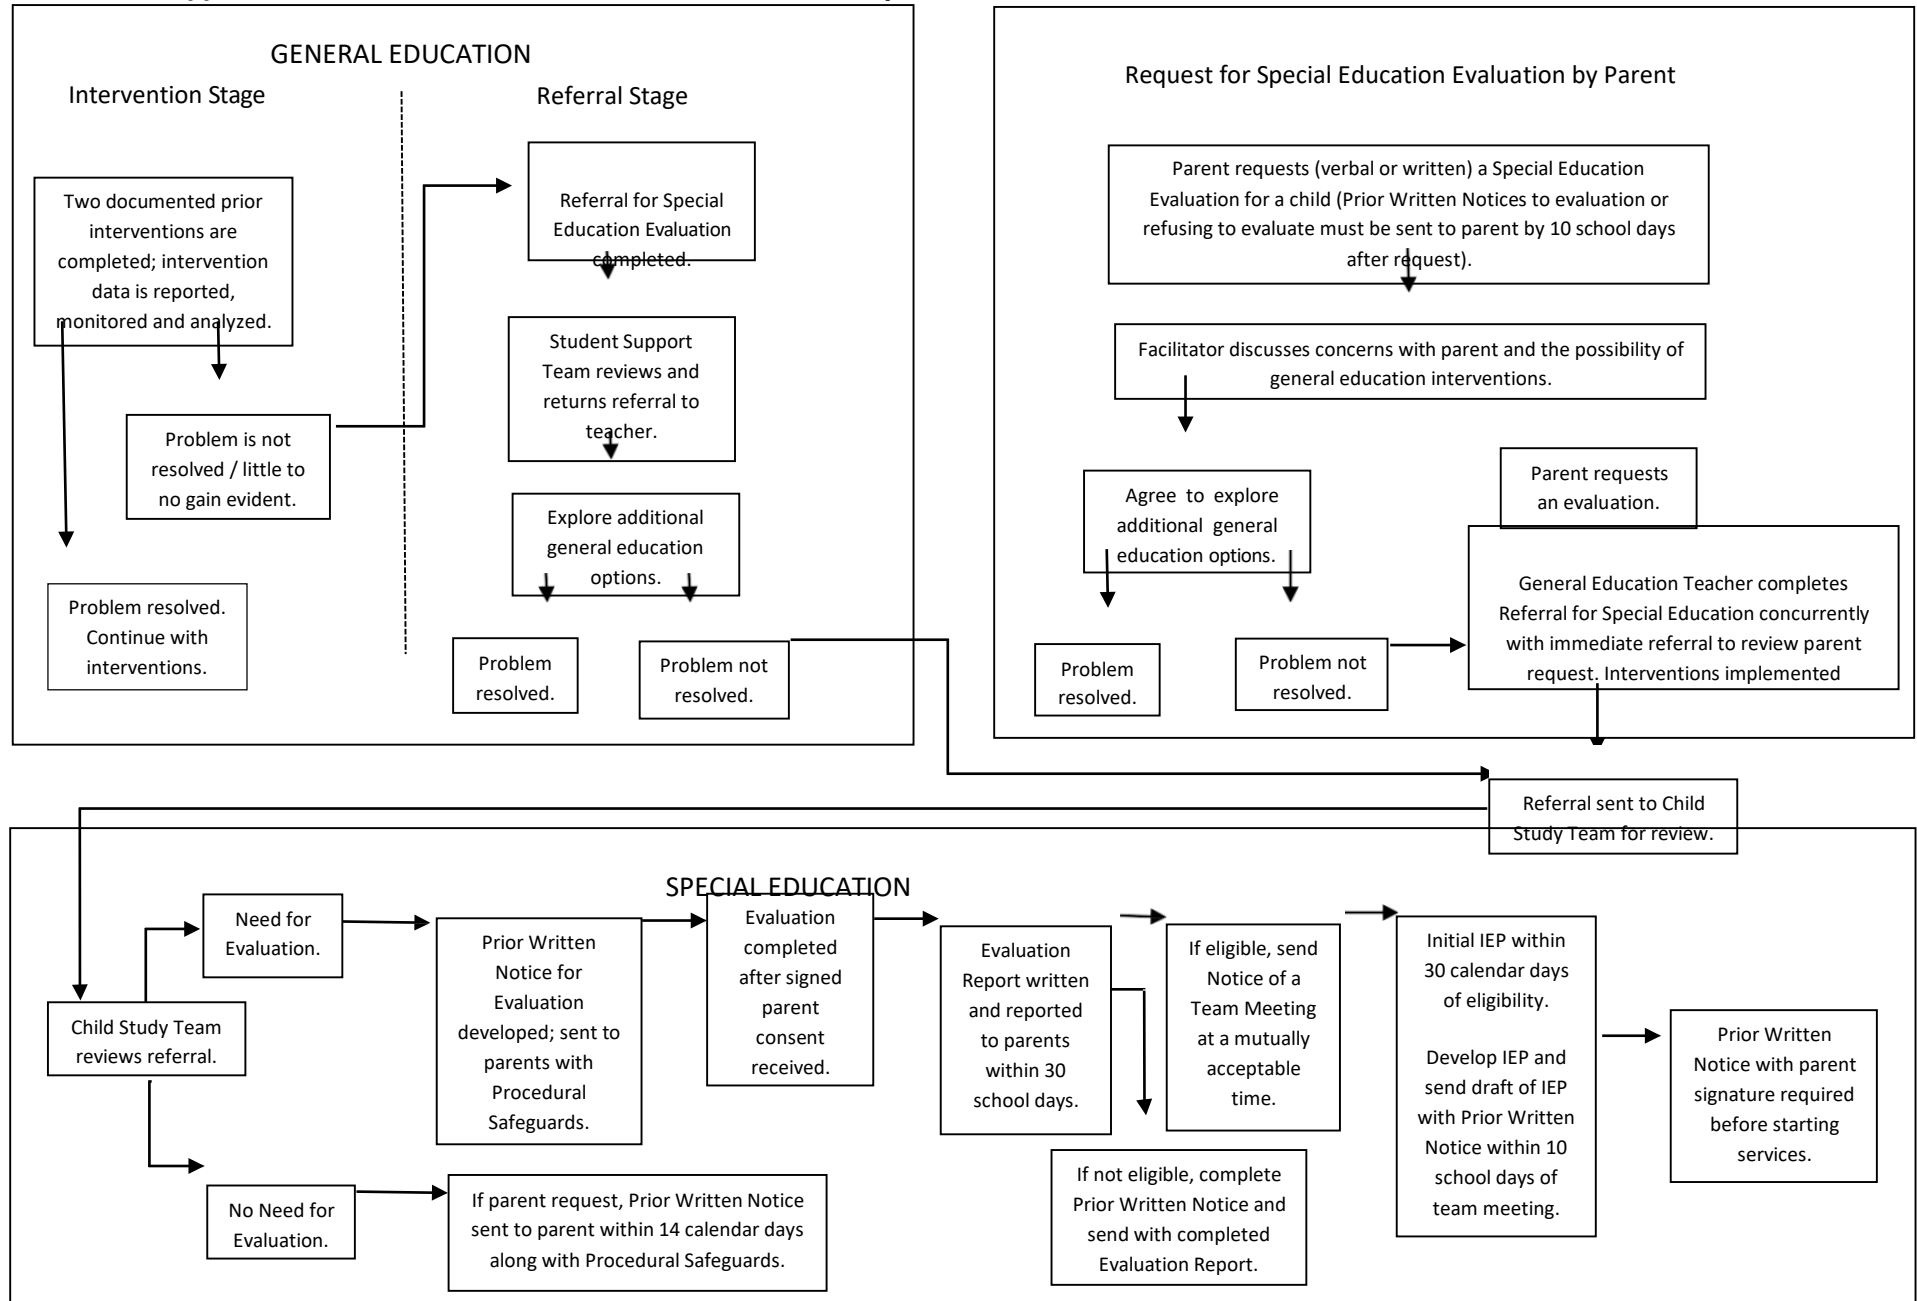 GENERAL EDUCATION
Intervention Stage
Referral Stage
Two documented prior
interventions are
completed; intervention
data is reported,
monitored and analyzed.
Problem is not
resolved / little to
no gain evident.
Problem resolved.
Continue with
interventions.
Referral for Special
Education Evaluation
completed.
Student Support
Team reviews and
returns referral to
teacher.
Explore additional
general education
options.
Problem
resolved.
Problem not
resolved.
Request for Special Education Evaluation by Parent
Parent requests (verbal or written) a Special Education
Evaluation for a child (Prior Written Notices to evaluation or
refusing to evaluate must be sent to parent by 10 school days
after request).
Facilitator discusses concerns with parent and the possibility of
general education interventions.
Agree to explore
additional general
education options.
Parent requests
an evaluation.
Problem
resolved.
Problem not
resolved.
General Education Teacher completes
Referral for Special Education concurrently
with immediate referral to review parent
request. Interventions implemented
Referral sent to Child
Study Team for review.
SPECIAL EDUCATION
Child Study Team
reviews referral.
Need for
Evaluation.
Prior Written
Notice for
Evaluation
developed; sent to
parents with
Procedural
Safeguards.
Evaluation
completed
after signed
parent
consent
received.
Evaluation
Report written
and reported
to parents
within 30
school days.
If eligible, send
Notice of a
Team Meeting
at a mutually
acceptable
time.
Initial IEP within
30 calendar days
of eligibility.
Develop IEP and
send draft of IEP
with Prior Written
Notice within 10
school days of
team meeting.
Prior Written
Notice with parent
signature required
before starting
services.
No Need for
Evaluation.
If parent request, Prior Written Notice
sent to parent within 14 calendar days
along with Procedural Safeguards.
If not eligible, complete
Prior Written Notice and
send with completed
Evaluation Report.